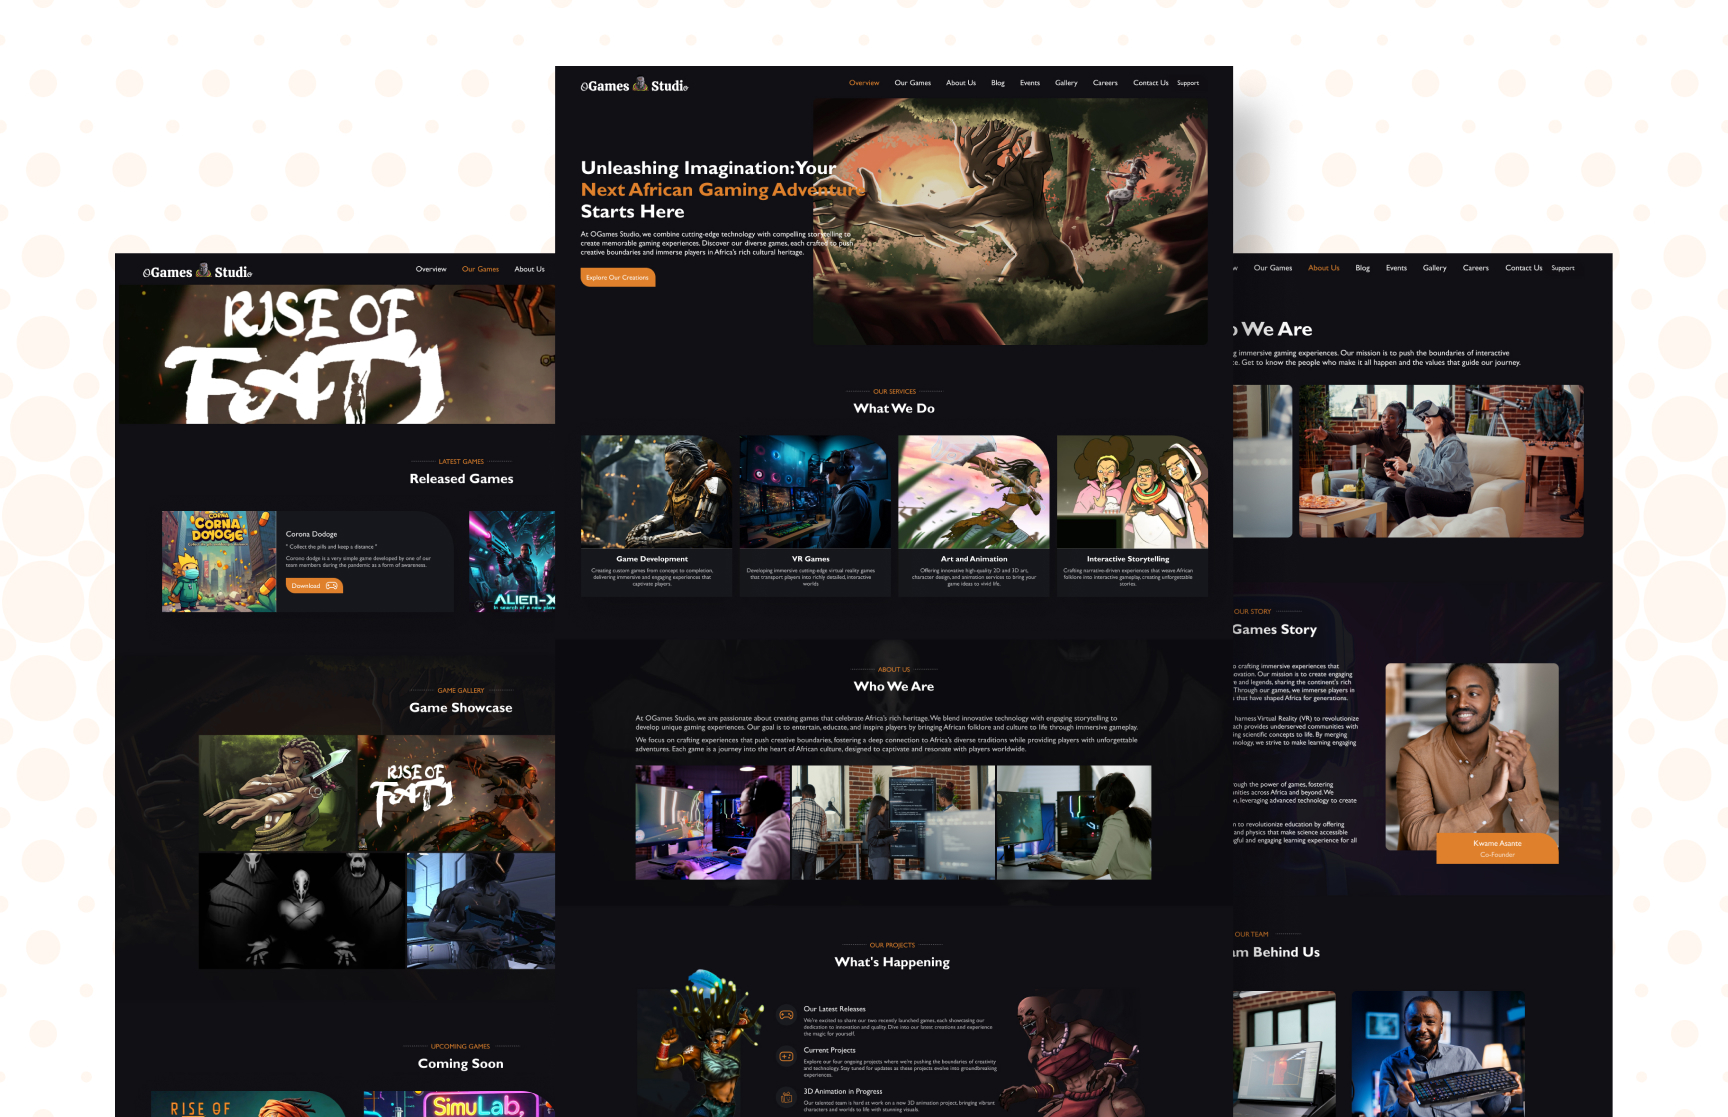 OGames Studio
Overview
Our Games
About Us
Blog
Events
Gallery
Careers
Contact Us
Support
Unleashing Imagination:Your
Next African Gaming Adventure
Starts Here
At OGames Studio, we combine cutting-edge technology with compelling storytelling to
create memorable gaming experiences. Discover our diverse games, each crafted to push
creative boundaries and immerse players in Africa's rich cultural heritage.
Explore Our Creations
OUR SERVICES
What We Do
Game Development
Creating custom games from concept to completion,
delivering immersive and engaging experiences that
captivate players.
VR Games
Developing immersive cutting-edge virtual reality games
that transport players into richly detailed, interactive
worlds
Art and Animation
Offering innovative high-quality 2D and 3D art,
character design, and animation services to bring your
game ideas to vivid life.
Interactive Storytelling
Crafting narrative-driven experiences that weave African
folklore into interactive gameplay, creating unforgettable
stories.
ABOUT US
Who We Are
At OGames Studio, we are passionate about creating games that celebrate Africa's rich heritage. We blend innovative technology with engaging storytelling to
develop unique gaming experiences. Our goal is to entertain, educate, and inspire players by bringing African folklore and culture to life through immersive gameplay.
We focus on crafting experiences that push creative boundaries, fostering a deep connection to Africa's diverse traditions while providing players with unforgettable
adventures. Each game is a journey into the heart of African culture, designed to captivate and resonate with players worldwide.
OUR PROJECTS
What's Happening
Our Latest Releases
We're excited to share our two recently launched games, each showcasing our
dedication to innovation and quality. Dive into our latest creations and experience
the magic for yourself.
Current Projects
Explore our four ongoing projects where we're pushing the boundaries of creativity
and technology. Stay tuned for updates as these projects evolve into groundbreaking
experiences.
3D Animation in Progress
Our talented team is hard at work on a new 3D animation project, bringing vibrant
characters and worlds to life with stunning visuals.
OGames Studio
Overview
Our Games
About Us
RISE OF
FATJ
LATEST GAMES
Released Games
CORNA
DOYOGIE
Corona Dodoge
" Collect the pills and keep a distance "
Corono dodge is a very simple game developed by one of our
team members during the pandemic as a form of awareness.
Download
ALIEN-X
In search of a new plan
GAME GALLERY
Game Showcase
RISE OF
FATJ
UPCOMING GAMES
Coming Soon
RISE OF
SimuLab,
w
Our Games
About Us
Blog
Events
Gallery
Careers
Contact Us
Support
o We Are
g immersive gaming experiences. Our mission is to push the boundaries of interactive
e. Get to know the people who make it all happen and the values that guide our journey.
OUR STORY
Games Story
o crafting immersive experiences that
ovation. Our mission is to create engaging
e and legends, sharing the continent's rich
Through our games, we immerse players in
s that have shaped Africa for generations.
harness Virtual Reality (VR) to revolutionize
ach provides underserved communities with
ing scientific concepts to life. By merging
nology, we strive to make learning engaging
rough the power of games, fostering
nities across Africa and beyond. We
n, leveraging advanced technology to create
n to revolutionize education by offering
and physics that make science accessible
gful and engaging learning experience for all
Kwame Asante
Co-Founder
OUR TEAM
am Behind Us